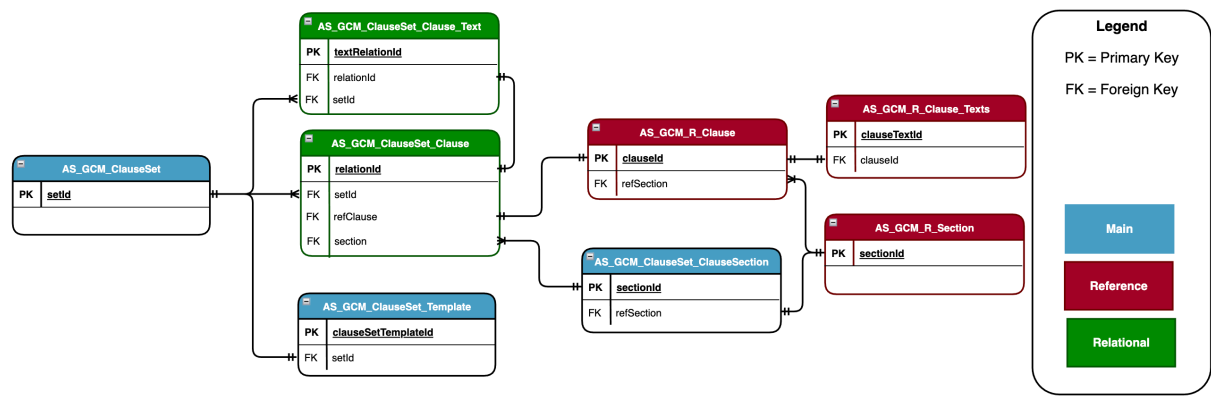 AS_GCM_ClauseSet
PK setId
AS_GCM_ClauseSet_Clause_Text
PK textRelationId
FK relationId
FK setId
AS_GCM_ClauseSet_Clause
PK relationId
FK setId
FK refClause
FK section
AS_GCM_ClauseSet_Template
PK clauseSetTemplateId
FK setId
AS_GCM_R_Clause
PK clauseId
FK refSection
AS_GCM_ClauseSet_ClauseSection
PK sectionId
FK refSection
AS_GCM_R_Clause_Texts
PK clauseTextId
FK clauseId
AS_GCM_R_Section
PK sectionId
Legend
PK = Primary Key
FK = Foreign Key
Main
Reference
Relational